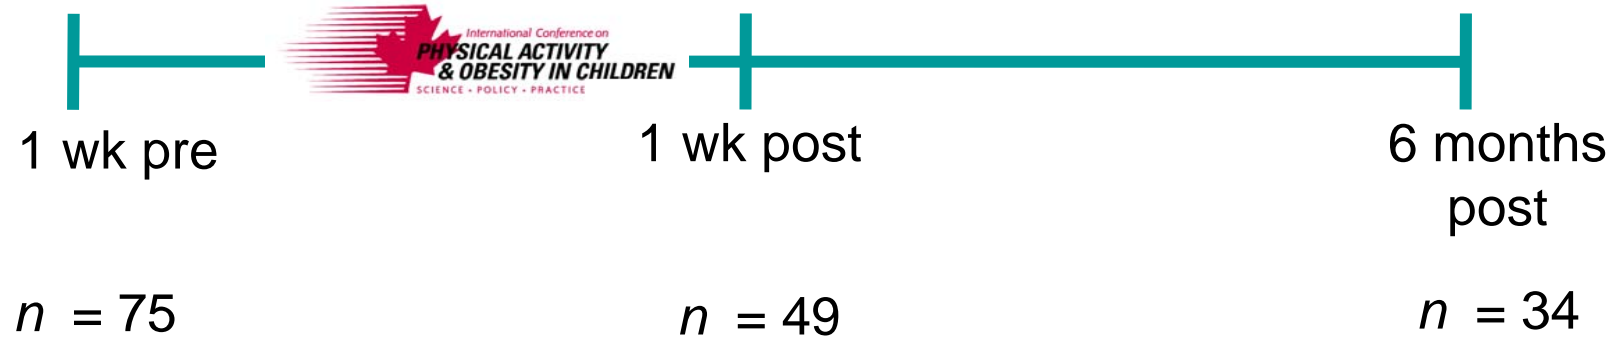 International Conference on
PHYSICAL ACTIVITY
& OBESITY IN CHILDREN
SCIENCE • POLICY • PRACTICE
1 wk pre
1 wk post
6 months
post
n = 75
n = 49
n = 34